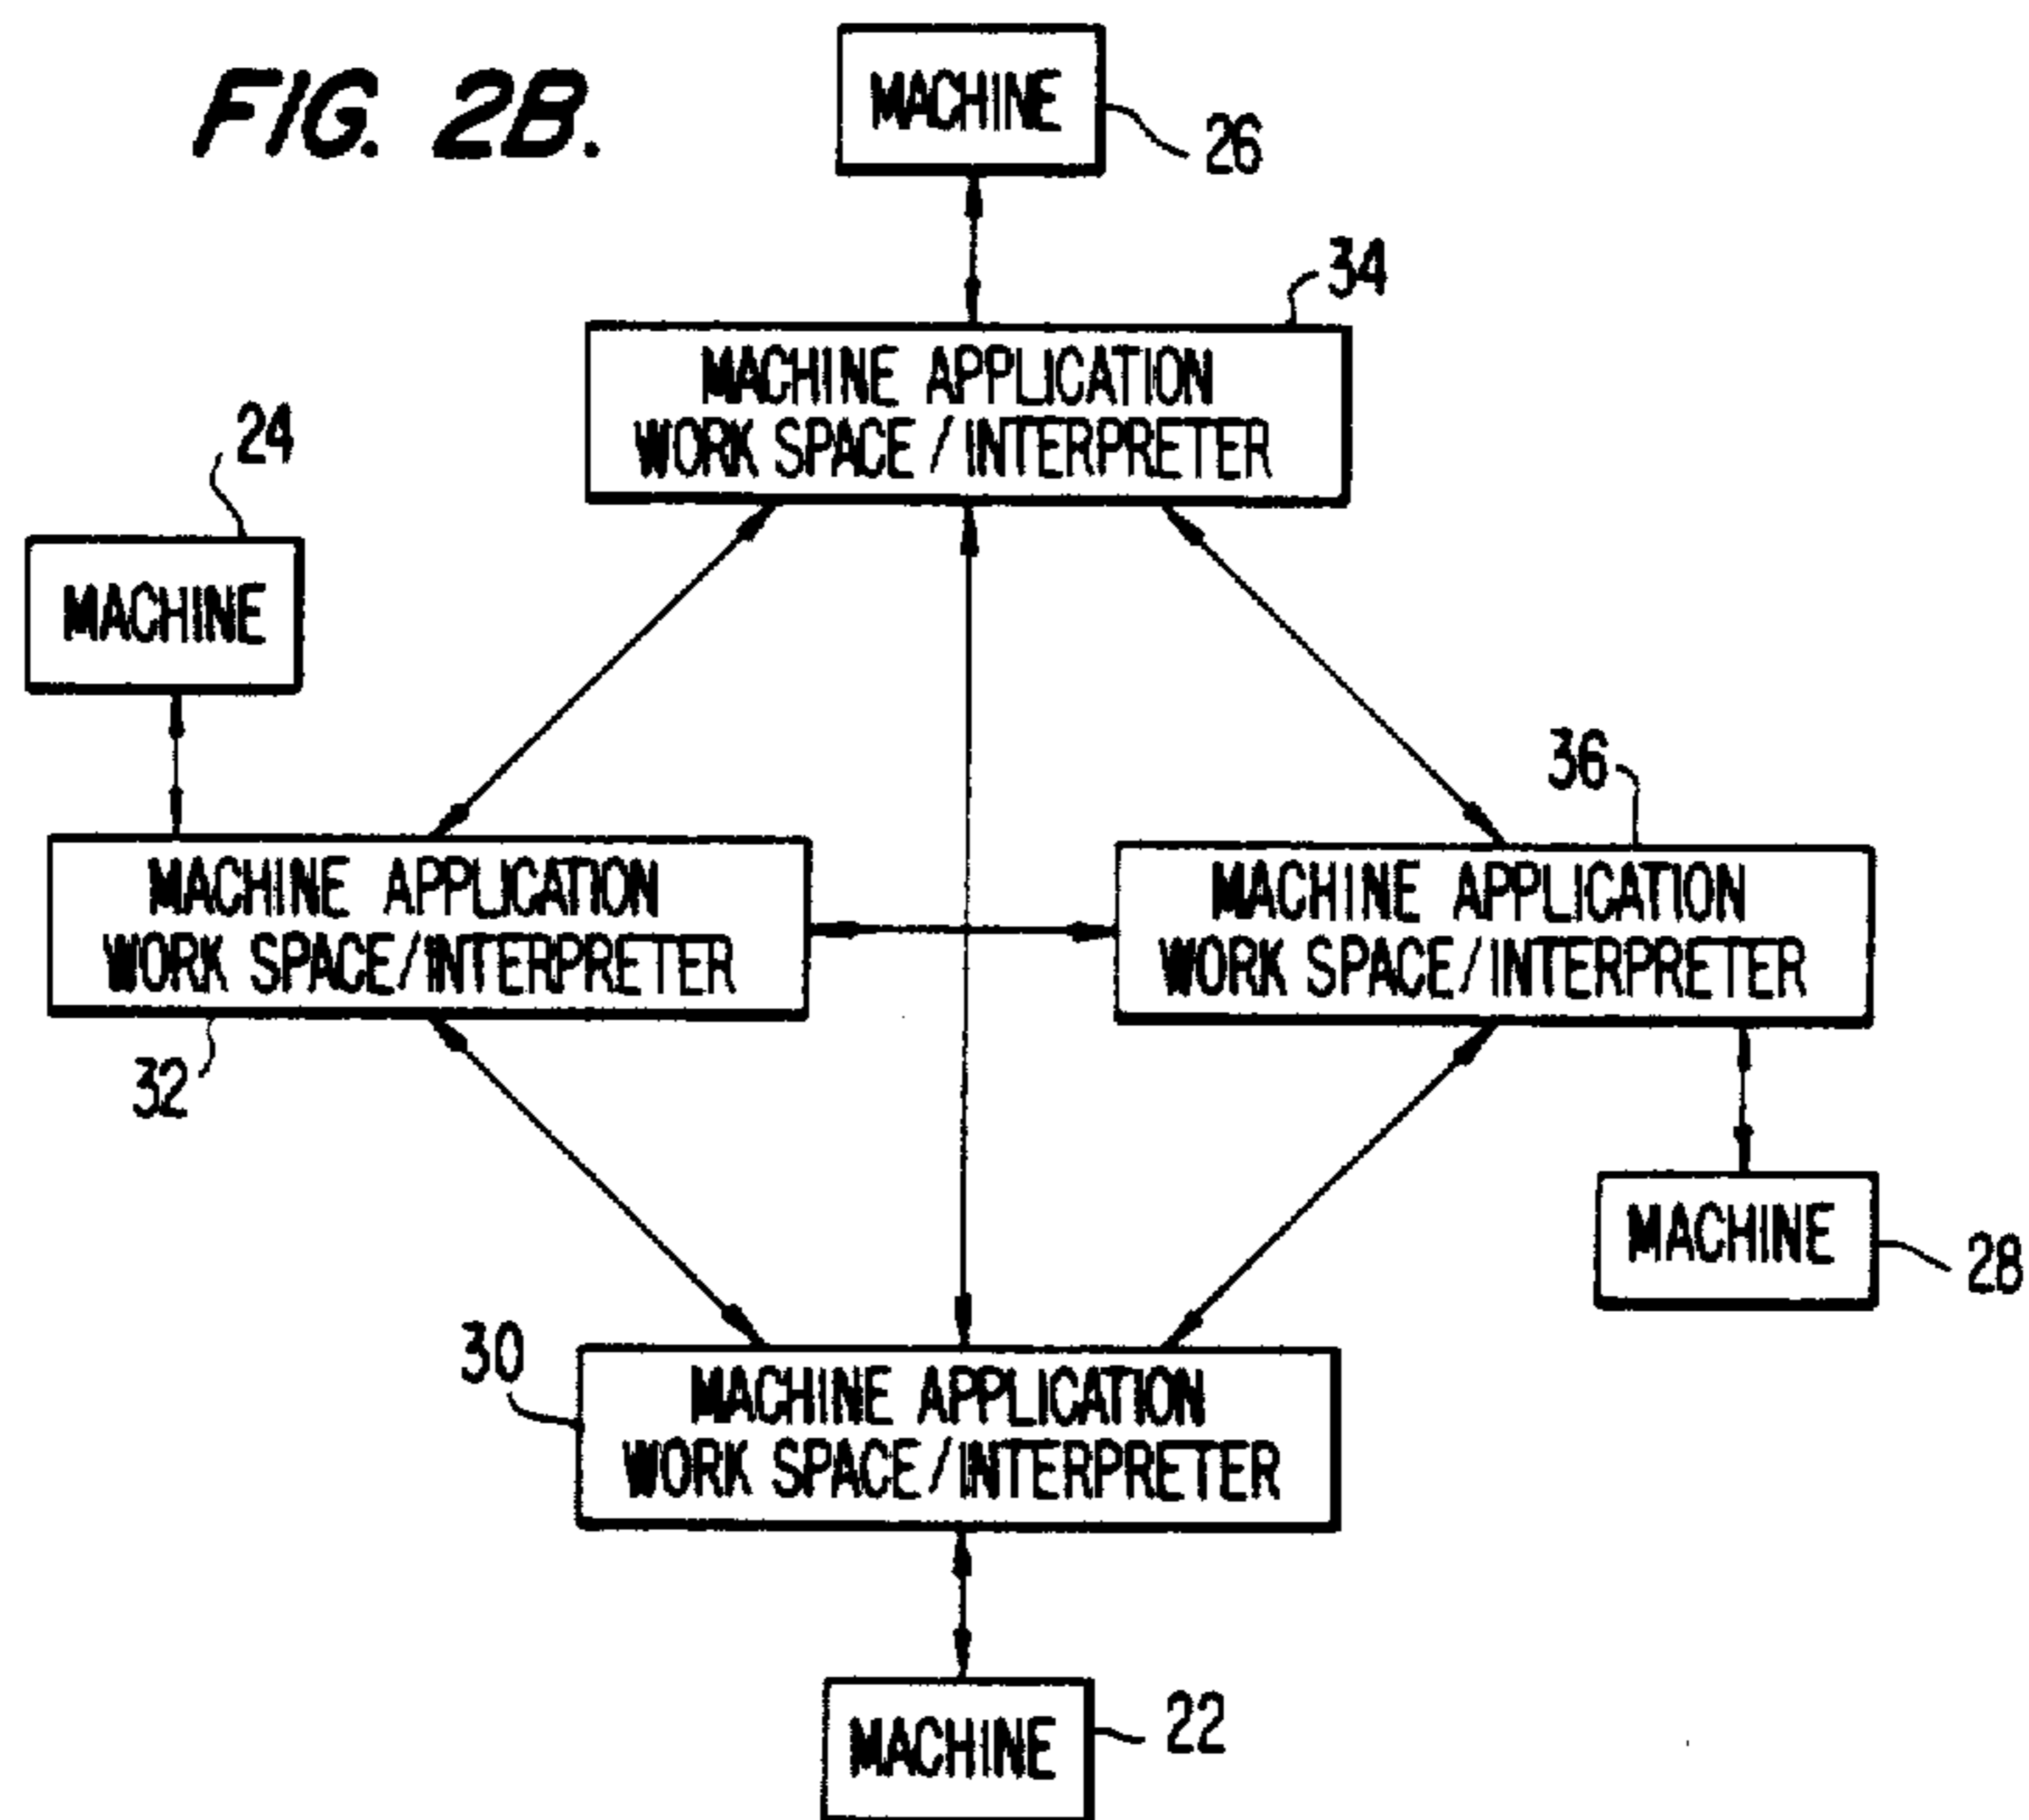 FIG. 2B.
MACHINE
26
34
MACHINE APPLICATION
WORK SPACE / INTERPRETER
24
MACHINE
36
MACHINE APPLICATION
WORK SPACE/INTERPRETER
32
MACHINE APPLICATION
WORK SPACE/INTERPRETER
MACHINE
28
30
MACHINE APPLICATION
WORK SPACE/INTERPRETER
MACHINE
22